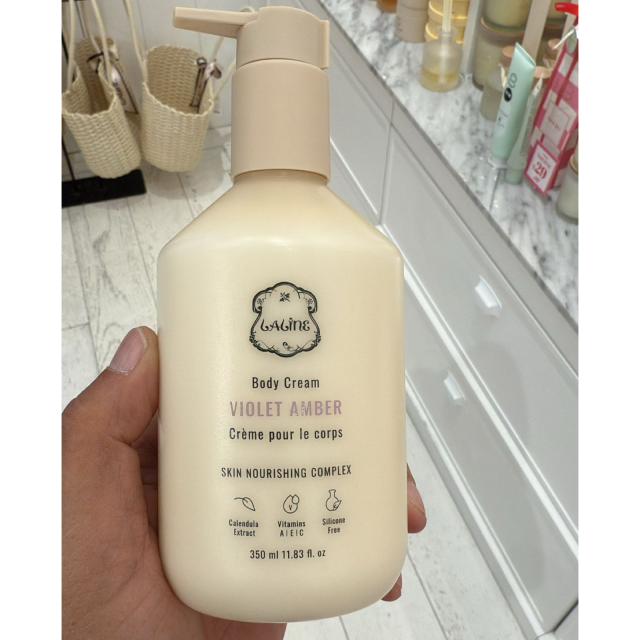 LALINE
Body Cream
VIOLET AMBER
Crème pour le corps
SKIN NOURISHING COMPLEX
Calendula Extract
Vitamins A|E|C
Silicone Free
350 ml 11.83 fl. oz